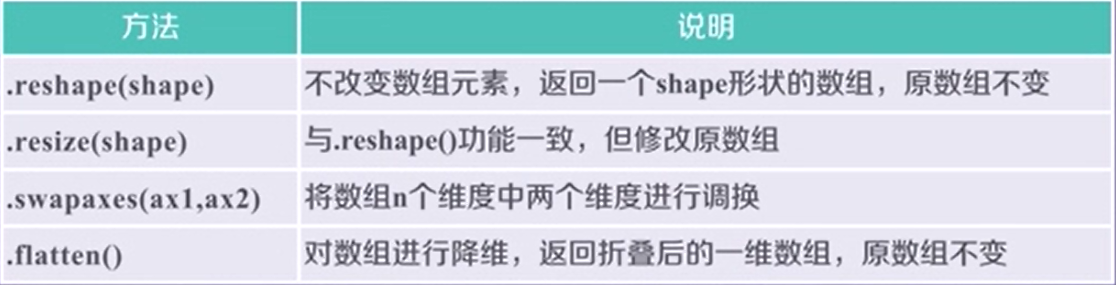 方法 说明
.reshape(shape) 不改变数组元素，返回一个shape形状的数组，原数组不变
.resize(shape) 与.reshape()功能一致，但修改原数组
.swapaxes(ax1,ax2) 将数组n个维度中两个维度进行调换
.flatten() 对数组进行降维，返回折叠后的一维数组，原数组不变